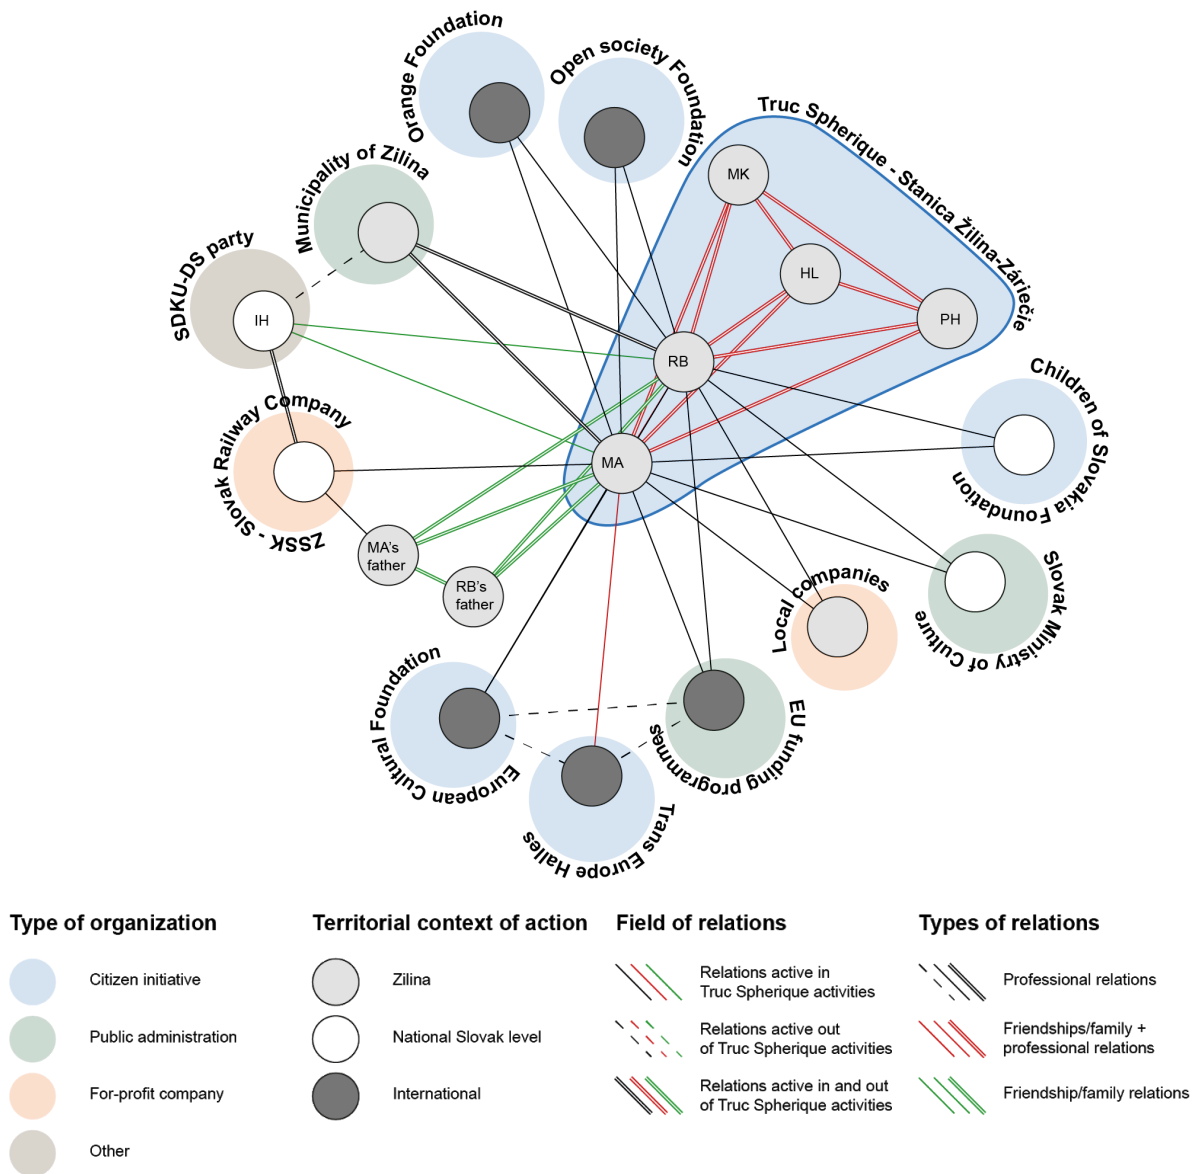 Orange Foundation
Open society Foundation
Truc Spherique - Stanica Žilina-Záriečie
Municipality of Zilina
MK
SDKU-DS party
HL
IH
PH
RB
Children of Slovakia Foundation
ZSSK - Slovak Railway Company
MA
MA's
father
RB's
father
Local companies
Slovak Ministry of Culture
European Cultural Foundation
EU funding programmes
Trans Europe Halles
Type of organization
Citizen initiative
Public administration
For-profit company
Other
Territorial context of action
Zilina
National Slovak level
International
Field of relations
Relations active in
Truc Spherique activities
Relations active out
of Truc Spherique activities
Relations active in and out
of Truc Spherique activities
Types of relations
Professional relations
Friendships/family +
professional relations
Friendship/family relations